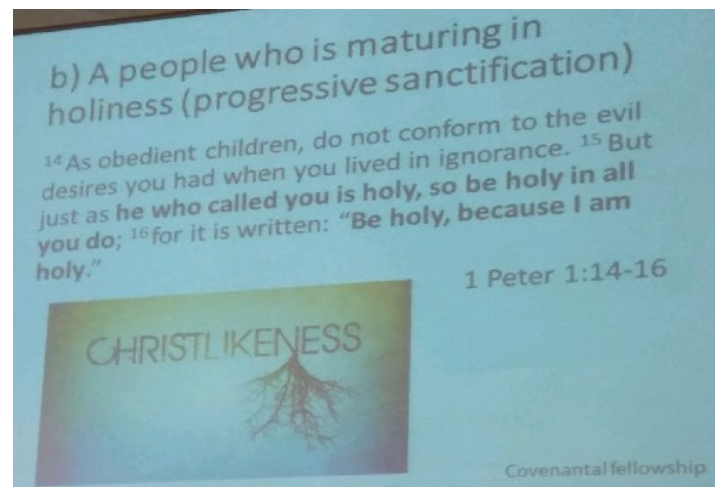 b) A people who is maturing in
holiness (progressive sanctification)
14 As obedient children, do not conform to the evil
desires you had when you lived in ignorance. 15 But
just as he who called you is holy, so be holy in all
you do; 16 for it is written: “Be holy, because I am
holy.”
1 Peter 1:14-16
CHRISTLIKENESS
Covenantal fellowship